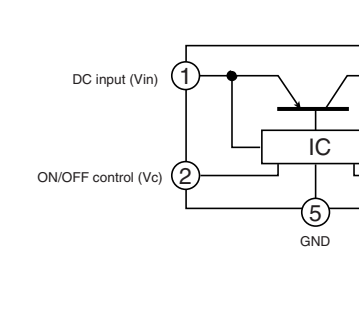 DC input (Vin)
1
IC
ON/OFF control (Vc)
2
5
GND